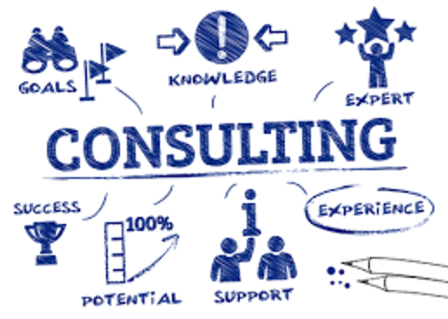 GOALS
KNOWLEDGE
EXPERT
CONSULTING
SUCCESS
100%
EXPERIENCE
POTENTIAL
SUPPORT